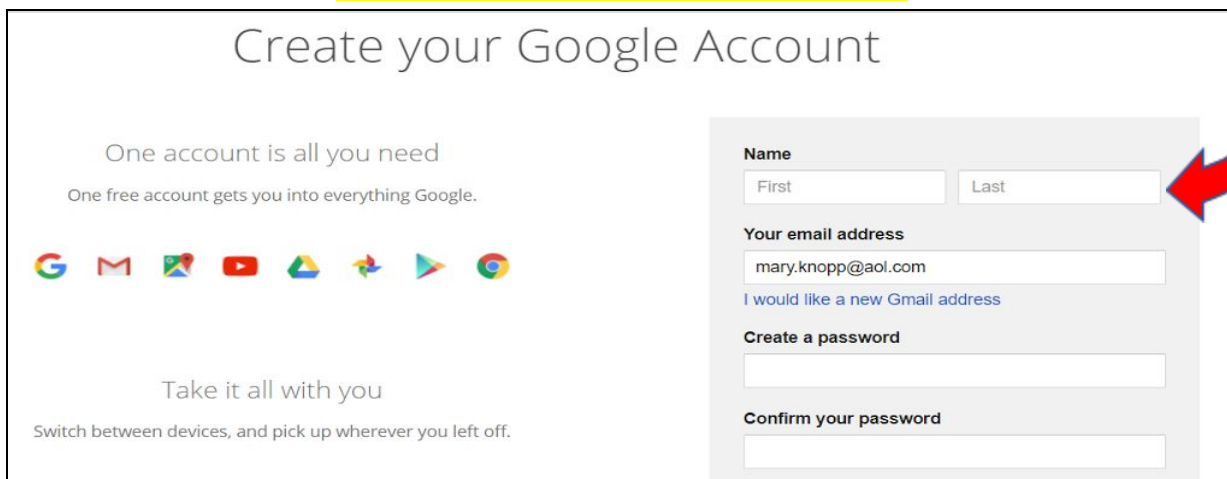 Create your Google Account
One account is all you need
One free account gets you into everything Google.
Take it all with you
Switch between devices, and pick up wherever you left off.
Name
First Last
Your email address
mary.knopp@aol.com
I would like a new Gmail address
Create a password
Confirm your password